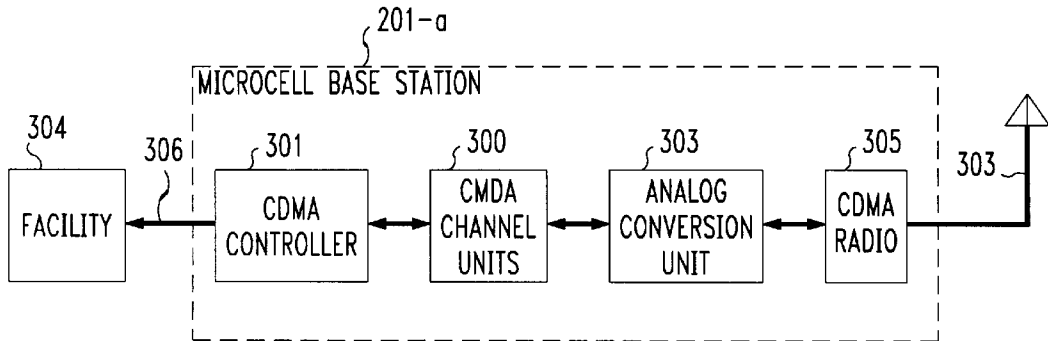 201-a
MICROCELL BASE STATION
304
306
301
300
303
305
303
FACILITY
CDMA
CONTROLLER
CMDA
CHANNEL
UNITS
ANALOG
CONVERSION
UNIT
CDMA
RADIO